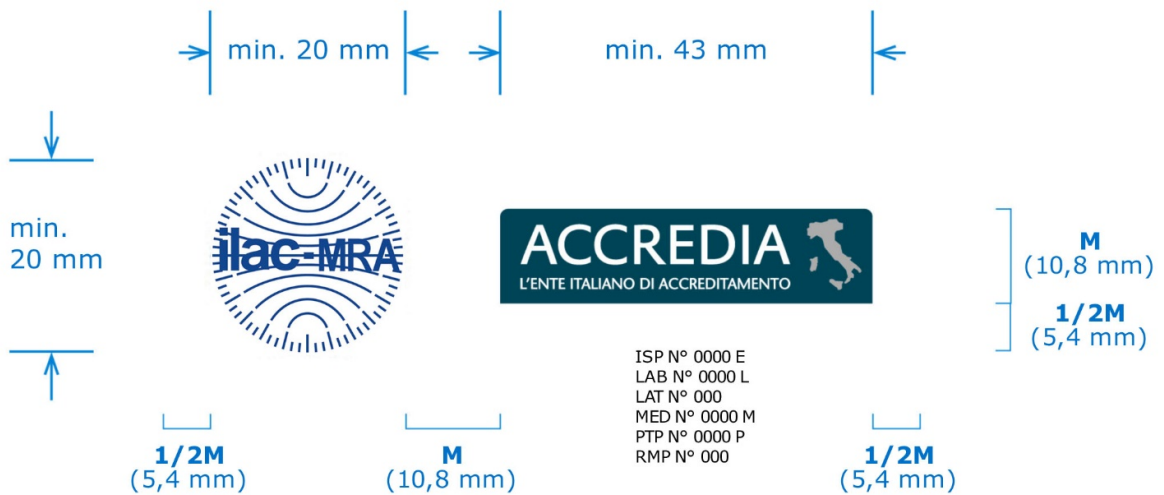 min. 20 mm
min. 43 mm
min.
20 mm
ilac-MRA
ACCREDIA
L'ENTE ITALIANO DI ACCREDITAMENTO
M
(10,8 mm)
1/2M
(5,4 mm)
ISP N° 0000 E
LAB N° 0000 L
LAT N° 000
MED N° 0000 M
PTP N° 0000 P
RMP N° 000
1/2M
(5,4 mm)
M
(10,8 mm)
1/2M
(5,4 mm)